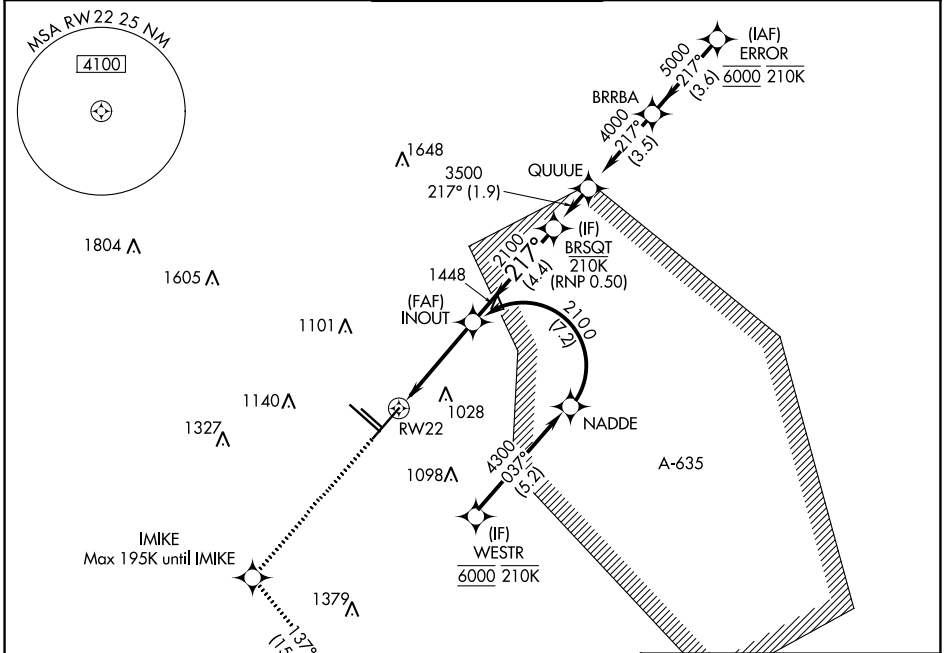 MSA RW22 25 NM
4100
(IAF)
ERROR
6000 210K
5000
217°
(3.6)
BRRBA
4000
217°
(3.5)
1648
QUUUE
3500
217° (1.9)
(IF)
BRSQT
210K
(RNP 0.50)
2100
217°
(4.4)
1804
1605
1448
(FAF)
INOUT
1101
2100
(7.2)
1140
1028
RW22
NADDE
1327
1098
4300
037°
(5.2)
A-635
(IF)
WESTR
6000 210K
IMIKE
Max 195K until IMIKE
1379
137°